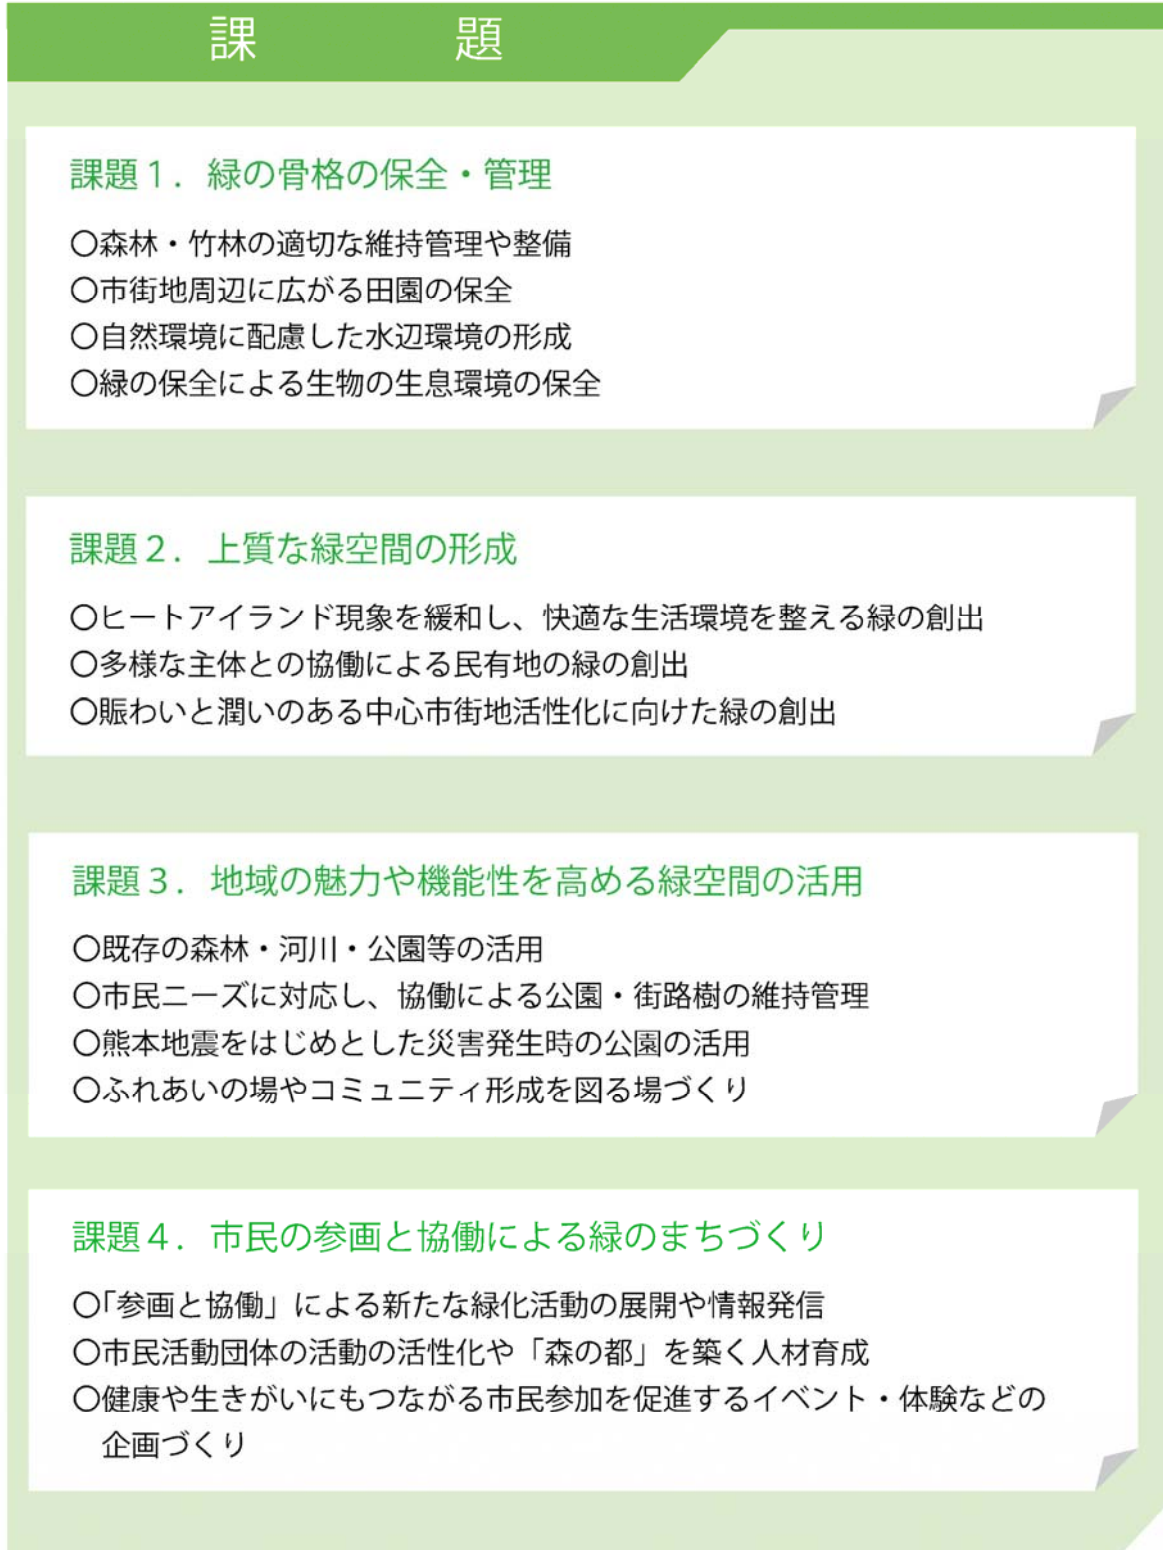 課題
課題１．緑の骨格の保全・管理
○森林・竹林の適切な維持管理や整備
○市街地周辺に広がる田園の保全
○自然環境に配慮した水辺環境の形成
○緑の保全による生物の生息環境の保全
課題２．上質な緑空間の形成
○ヒートアイランド現象を緩和し、快適な生活環境を整える緑の創出
○多様な主体との協働による民有地の緑の創出
○賑わいと潤いのある中心市街地活性化に向けた緑の創出
課題３．地域の魅力や機能性を高める緑空間の活用
○既存の森林・河川・公園等の活用
○市民ニーズに対応し、協働による公園・街路樹の維持管理
○熊本地震をはじめとした災害発生時の公園の活用
○ふれあいの場やコミュニティ形成を図る場づくり
課題４．市民の参画と協働による緑のまちづくり
○「参画と協働」による新たな緑化活動の展開や情報発信
○市民活動団体の活動の活性化や「森の都」を築く人材育成
○健康や生きがいにもつながる市民参加を促進するイベント・体験などの
企画づくり